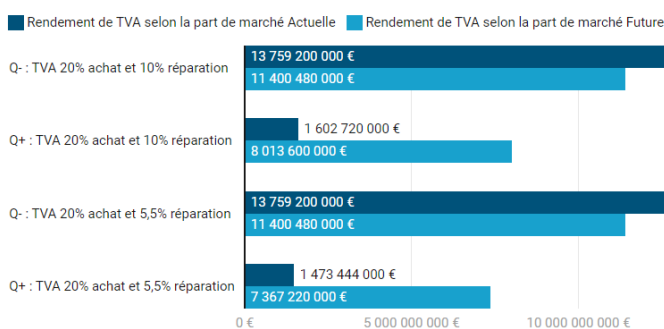 Rendement de TVA selon la part de marché Actuelle Rendement de TVA selon la part de marché Future
Q- : TVA 20% achat et 10% réparation
13 759 200 000 €
11 400 480 000 €
Q+ : TVA 20% achat et 10% réparation
1 602 720 000 €
8 013 600 000 €
Q- : TVA 20% achat et 5,5% réparation
13 759 200 000 €
11 400 480 000 €
Q+ : TVA 20% achat et 5,5% réparation
1 473 444 000 €
7 367 220 000 €
0 € 5 000 000 000 € 10 000 000 000 €